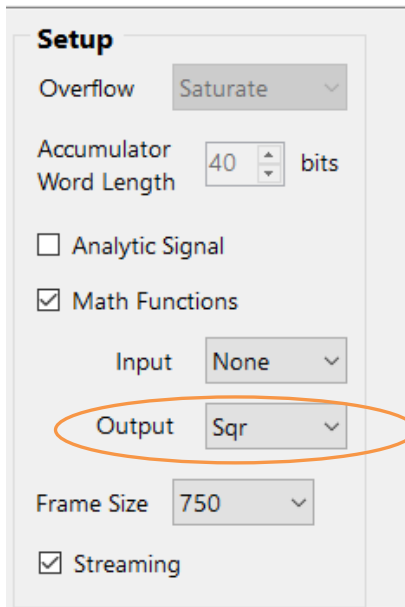 Setup
Overflow Saturate
Accumulator
Word Length 40 bits
Analytic Signal
Math Functions
Input None
Output Sqr
Frame Size 750
Streaming